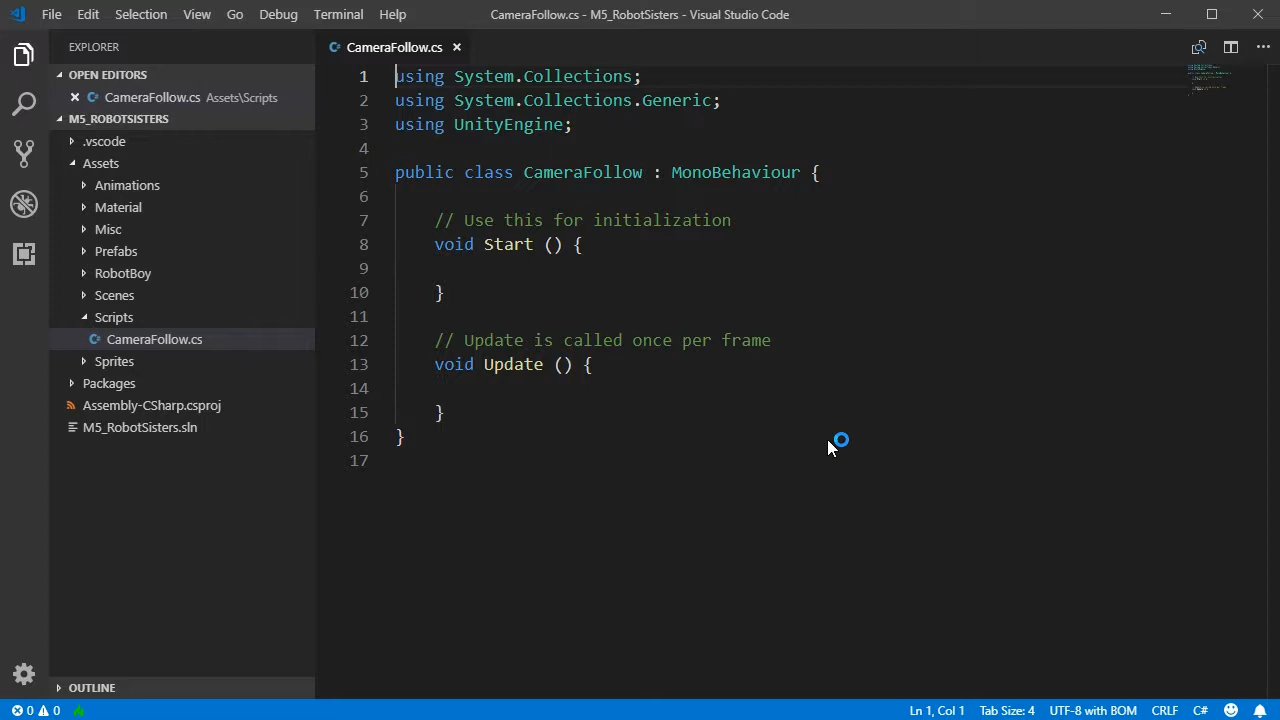 File Edit Selection View Go Debug Terminal Help CameraFollow.cs - M5_RobotSisters - Visual Studio Code
EXPLORER
OPEN EDITORS
CameraFollow.cs Assets\Scripts
M5_ROBOTSISTERS
.vscode
Assets
Animations
Material
Misc
Prefabs
RobotBoy
Scenes
Scripts
CameraFollow.cs
Sprites
Packages
Assembly-CSharp.csproj
M5_RobotSisters.sln
OUTLINE
CameraFollow.cs
1 using System.Collections;
2 using System.Collections.Generic;
3 using UnityEngine;
4
5 public class CameraFollow : MonoBehaviour {
6
7 // Use this for initialization
8 void Start () {
9
10 }
11
12 // Update is called once per frame
13 void Update () {
14
15 }
16 }
17
0 0 Ln 1, Col 1 Tab Size: 4 UTF-8 with BOM CRLF C#